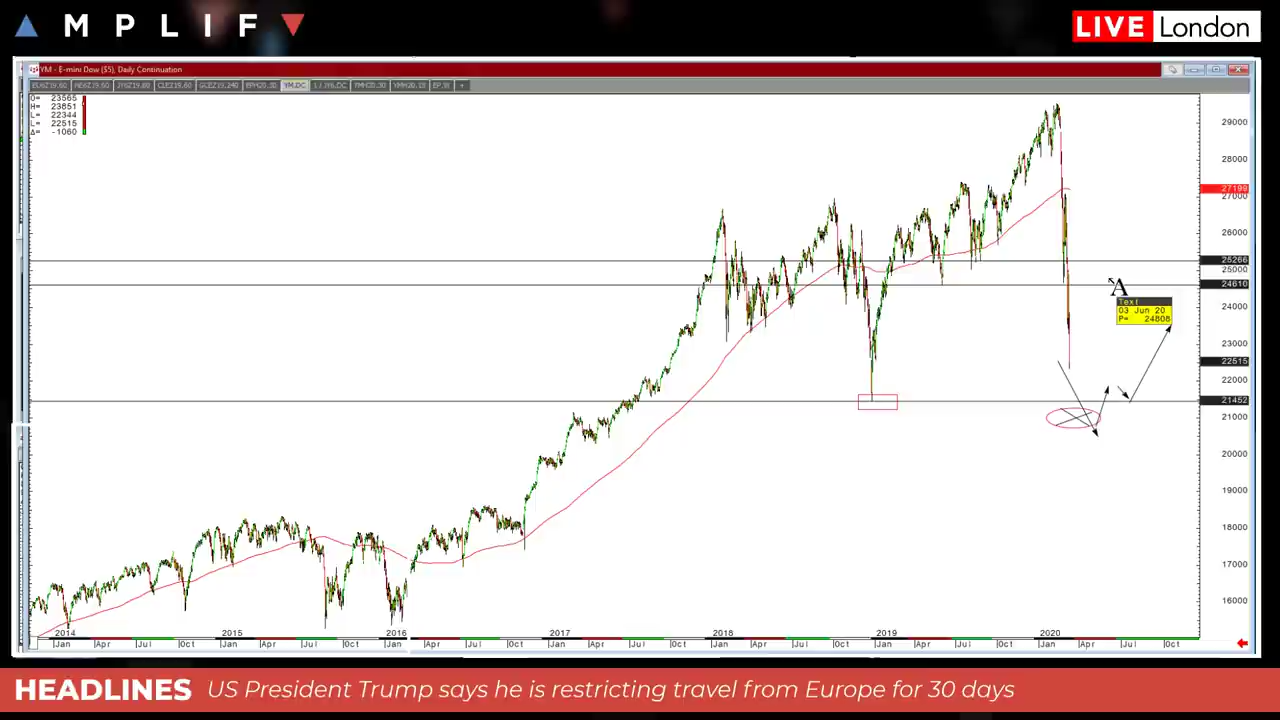 AMPLIFY
LIVE London
YM - E-mini Dow ($5), Daily Continuation
YM.DC
O= 23565
H= 23851
L= 22344
L= 22515
Δ= -1060
29000
28000
27198
27000
26000
25266
25000
24610
24000
23000
22515
22000
21452
21000
20000
19000
18000
17000
16000
A
Text
03 Jun 20
P= 24808
2014 2015 2016 2017 2018 2019 2020
Jan Apr Jul Oct Jan Apr Jul Oct Jan Apr Jul Oct Jan Apr Jul Oct Jan Apr Jul Oct Jan Apr Jul Oct Jan Apr Jul Oct
HEADLINES US President Trump says he is restricting travel from Europe for 30 days